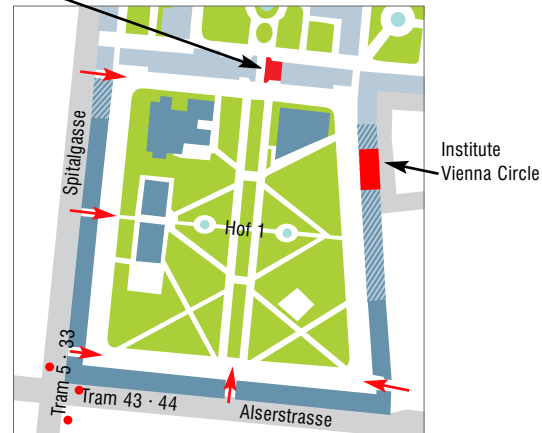 Institute
Vienna Circle
Spitalgasse
Hof 1
Tram 5 · 33
Tram 43 · 44
Alserstrasse